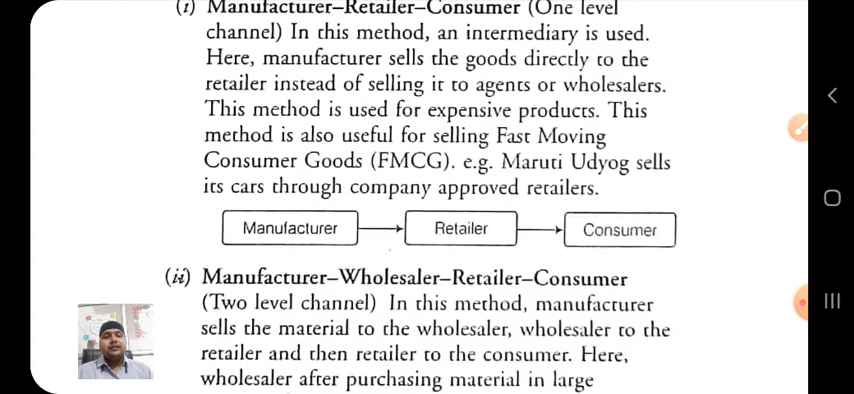 (i) Manufacturer–Retailer–Consumer (One level
channel) In this method, an intermediary is used.
Here, manufacturer sells the goods directly to the
retailer instead of selling it to agents or wholesalers.
This method is used for expensive products. This
method is also useful for selling Fast Moving
Consumer Goods (FMCG). e.g. Maruti Udyog sells
its cars through company approved retailers.
Manufacturer Retailer Consumer
(ii) Manufacturer–Wholesaler–Retailer–Consumer
(Two level channel) In this method, manufacturer
sells the material to the wholesaler, wholesaler to the
retailer and then retailer to the consumer. Here,
wholesaler after purchasing material in large